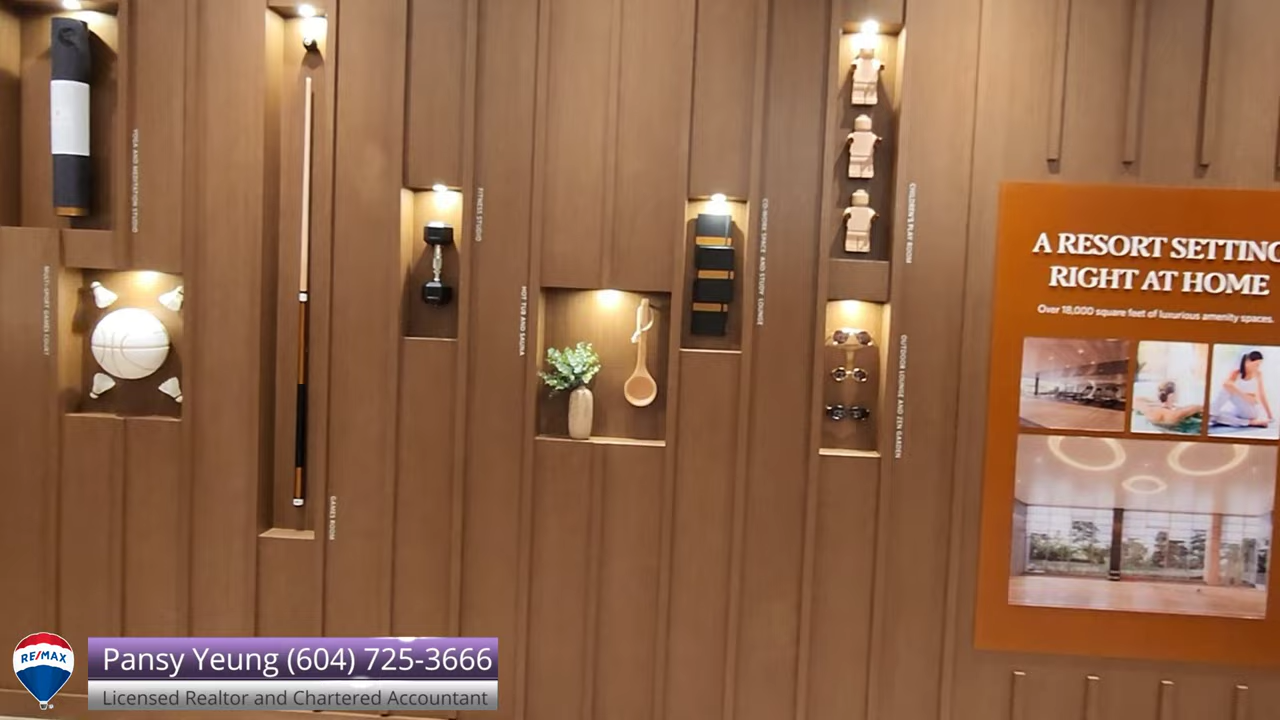 YOGA AND MEDITATION STUDIO
MULTI-SPORT GAMES COURT
GAMES ROOM
FITNESS STUDIO
HOT TUB AND SAUNA
CO-WORK SPACE AND STUDY LOUNGE
CHILDREN'S PLAY ROOM
OUTDOOR LOUNGE AND ZEN GARDEN
A RESORT SETTING
RIGHT AT HOME
Over 18,000 square feet of luxurious amenity spaces.
RE/MAX
Pansy Yeung (604) 725-3666
Licensed Realtor and Chartered Accountant